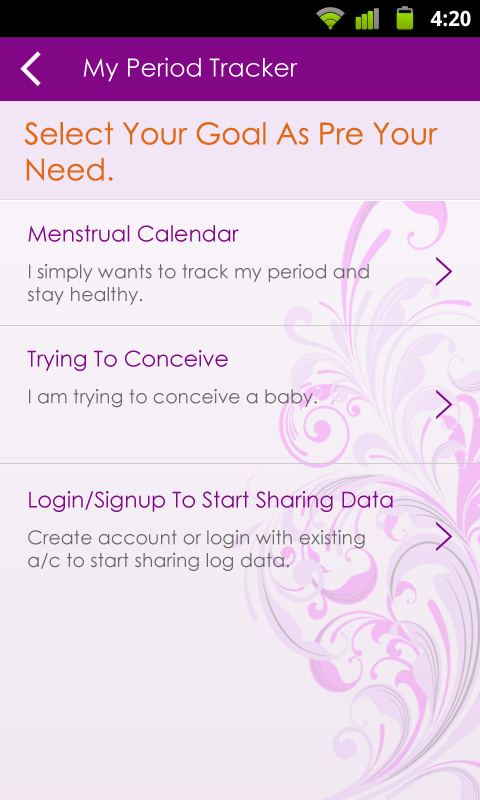 4:20
My Period Tracker
Select Your Goal As Pre Your
Need.
Menstrual Calendar
I simply wants to track my period and
stay healthy.
Trying To Conceive
I am trying to conceive a baby.
Login/Signup To Start Sharing Data
Create account or login with existing
a/c to start sharing log data.